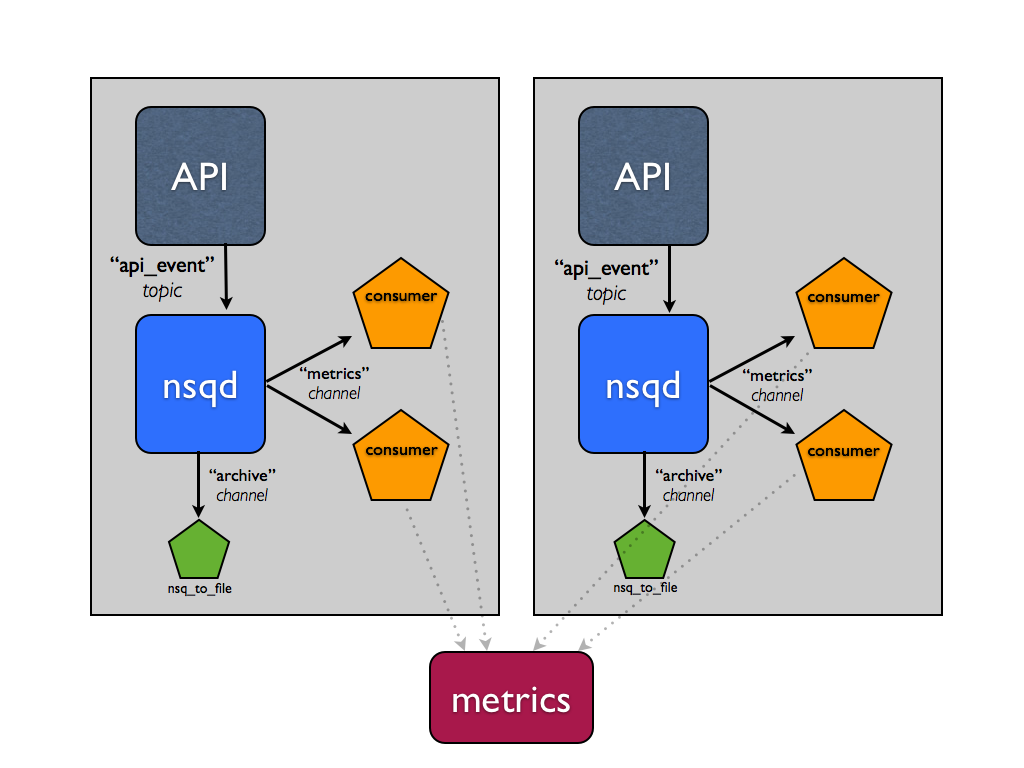 API
“api_event”
topic
consumer
nsqd
“metrics”
channel
consumer
“archive”
channel
nsq_to_file
API
“api_event”
topic
consumer
nsqd
“metrics”
channel
consumer
“archive”
channel
nsq_to_file
metrics